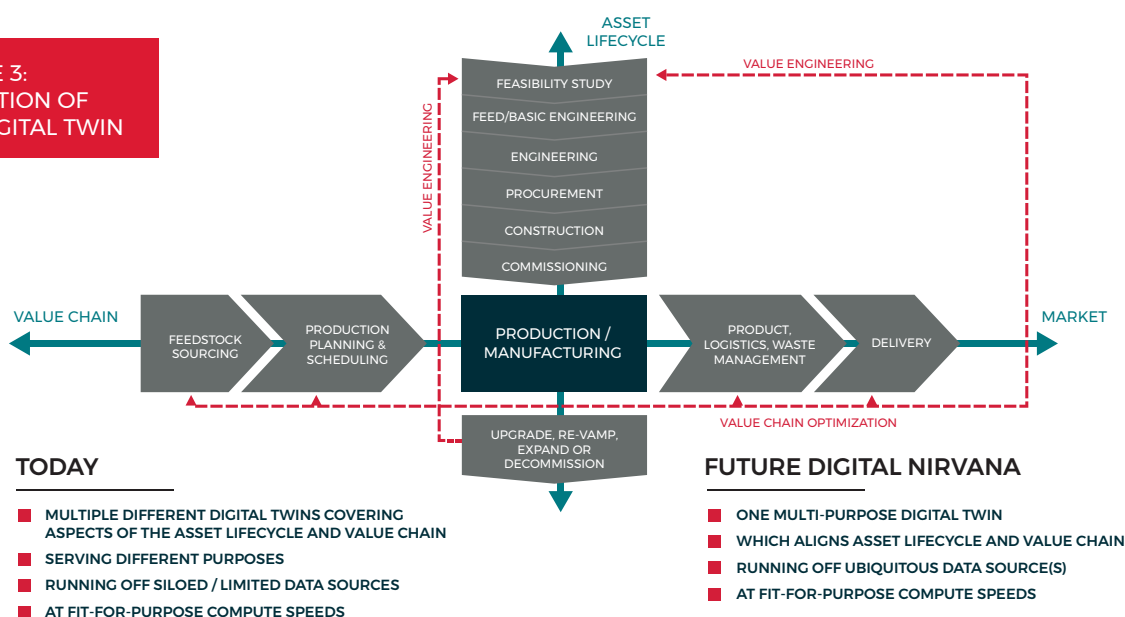 E 3:
TION OF
GITAL TWIN
ASSET
LIFECYCLE
VALUE ENGINEERING
VALUE ENGINEERING
FEASIBILITY STUDY
FEED/BASIC ENGINEERING
ENGINEERING
PROCUREMENT
CONSTRUCTION
COMMISSIONING
VALUE CHAIN
FEEDSTOCK
SOURCING
PRODUCTION
PLANNING &
SCHEDULING
PRODUCTION /
MANUFACTURING
PRODUCT,
LOGISTICS, WASTE
MANAGEMENT
DELIVERY
MARKET
VALUE CHAIN OPTIMIZATION
UPGRADE, RE-VAMP,
EXPAND OR
DECOMMISSION
TODAY
MULTIPLE DIFFERENT DIGITAL TWINS COVERING
ASPECTS OF THE ASSET LIFECYCLE AND VALUE CHAIN
SERVING DIFFERENT PURPOSES
RUNNING OFF SILOED / LIMITED DATA SOURCES
AT FIT-FOR-PURPOSE COMPUTE SPEEDS
FUTURE DIGITAL NIRVANA
ONE MULTI-PURPOSE DIGITAL TWIN
WHICH ALIGNS ASSET LIFECYCLE AND VALUE CHAIN
RUNNING OFF UBIQUITOUS DATA SOURCE(S)
AT FIT-FOR-PURPOSE COMPUTE SPEEDS